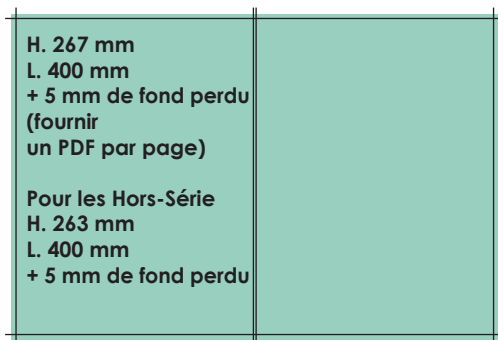 H. 267 mm
L. 400 mm
+ 5 mm de fond perdu
(fournir
un PDF par page)
Pour les Hors-Série
H. 263 mm
L. 400 mm
+ 5 mm de fond perdu